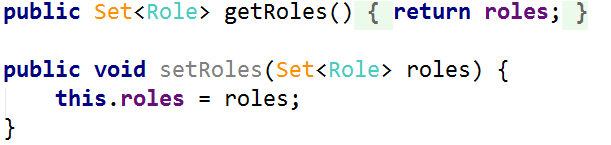 public Set<Role> getRoles() { return roles; }
public void setRoles(Set<Role> roles) {
    this.roles = roles;
}